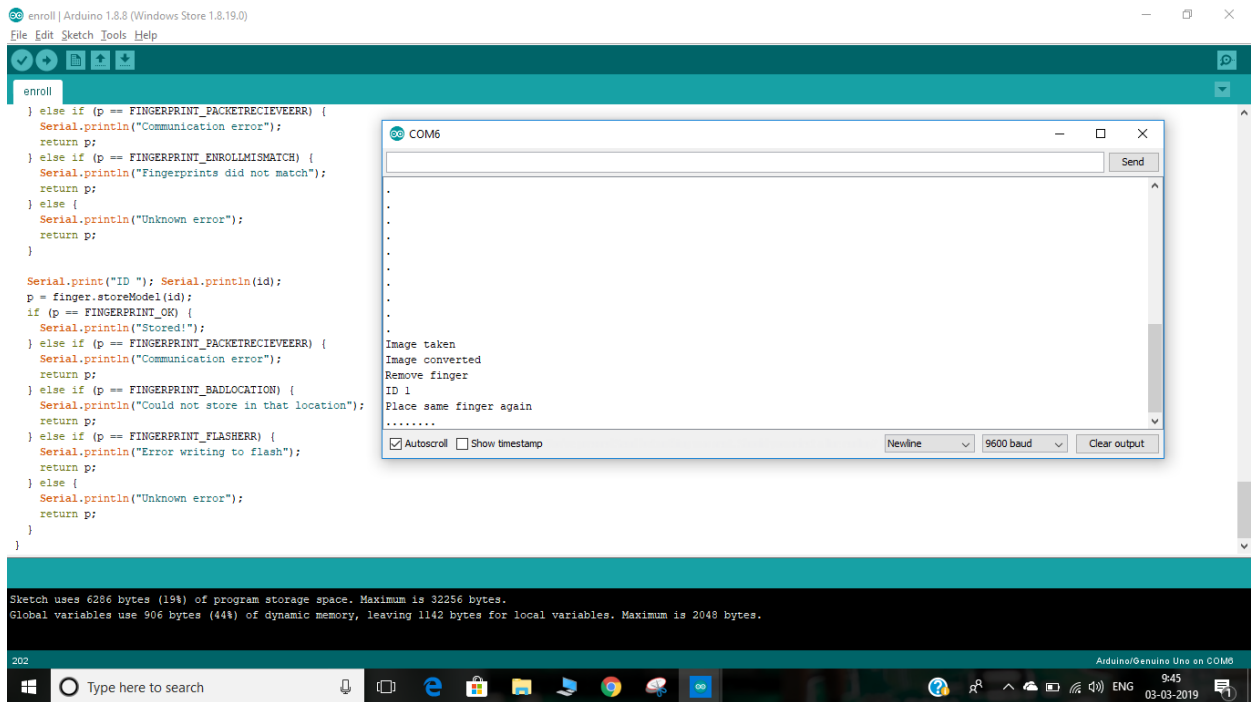 enroll | Arduino 1.8.8 (Windows Store 1.8.19.0)
File Edit Sketch Tools Help
enroll
} else if (p == FINGERPRINT_PACKETRECIEVEERR) {
Serial.println("Communication error");
return p;
} else if (p == FINGERPRINT_ENROLLMISMATCH) {
Serial.println("Fingerprints did not match");
return p;
} else {
Serial.println("Unknown error");
return p;
}
Serial.print("ID "); Serial.println(id);
p = finger.storeModel(id);
if (p == FINGERPRINT_OK) {
Serial.println("Stored!");
} else if (p == FINGERPRINT_PACKETRECIEVEERR) {
Serial.println("Communication error");
return p;
} else if (p == FINGERPRINT_BADLOCATION) {
Serial.println("Could not store in that location");
return p;
} else if (p == FINGERPRINT_FLASHERR) {
Serial.println("Error writing to flash");
return p;
} else {
Serial.println("Unknown error");
return p;
}
}
COM6
Send
.
.
.
.
.
.
.
.
.
.
Image taken
Image converted
Remove finger
ID 1
Place same finger again
........
Autoscroll Show timestamp Newline 9600 baud Clear output
Sketch uses 6286 bytes (19%) of program storage space. Maximum is 32256 bytes.
Global variables use 906 bytes (44%) of dynamic memory, leaving 1142 bytes for local variables. Maximum is 2048 bytes.
202 Arduino/Genuino Uno on COM6
Type here to search ENG 9:45
03-03-2019